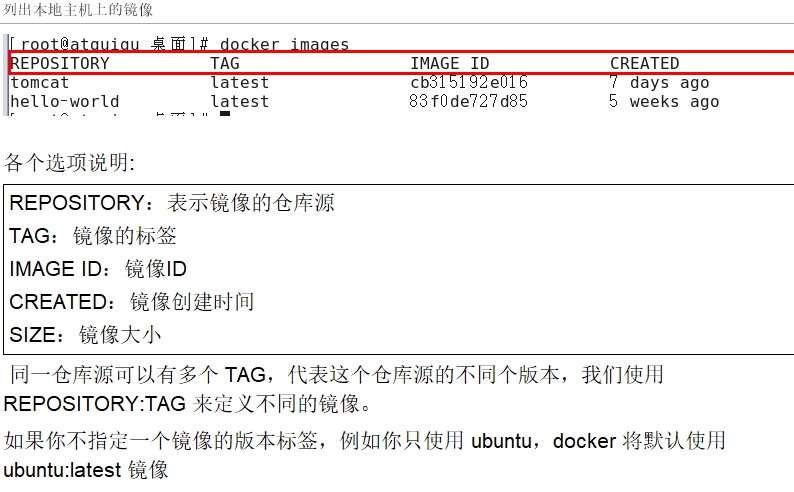 列出本地主机上的镜像
[root@atguigu 桌面]# docker images
REPOSITORY TAG IMAGE ID CREATED
tomcat latest cb315192e016 7 days ago
hello-world latest 83f0de727d85 5 weeks ago
各个选项说明:
REPOSITORY：表示镜像的仓库源
TAG：镜像的标签
IMAGE ID：镜像ID
CREATED：镜像创建时间
SIZE：镜像大小
同一仓库源可以有多个 TAG，代表这个仓库源的不同个版本，我们使用
REPOSITORY:TAG 来定义不同的镜像。
如果你不指定一个镜像的版本标签，例如你只使用 ubuntu，docker 将默认使用
ubuntu:latest 镜像